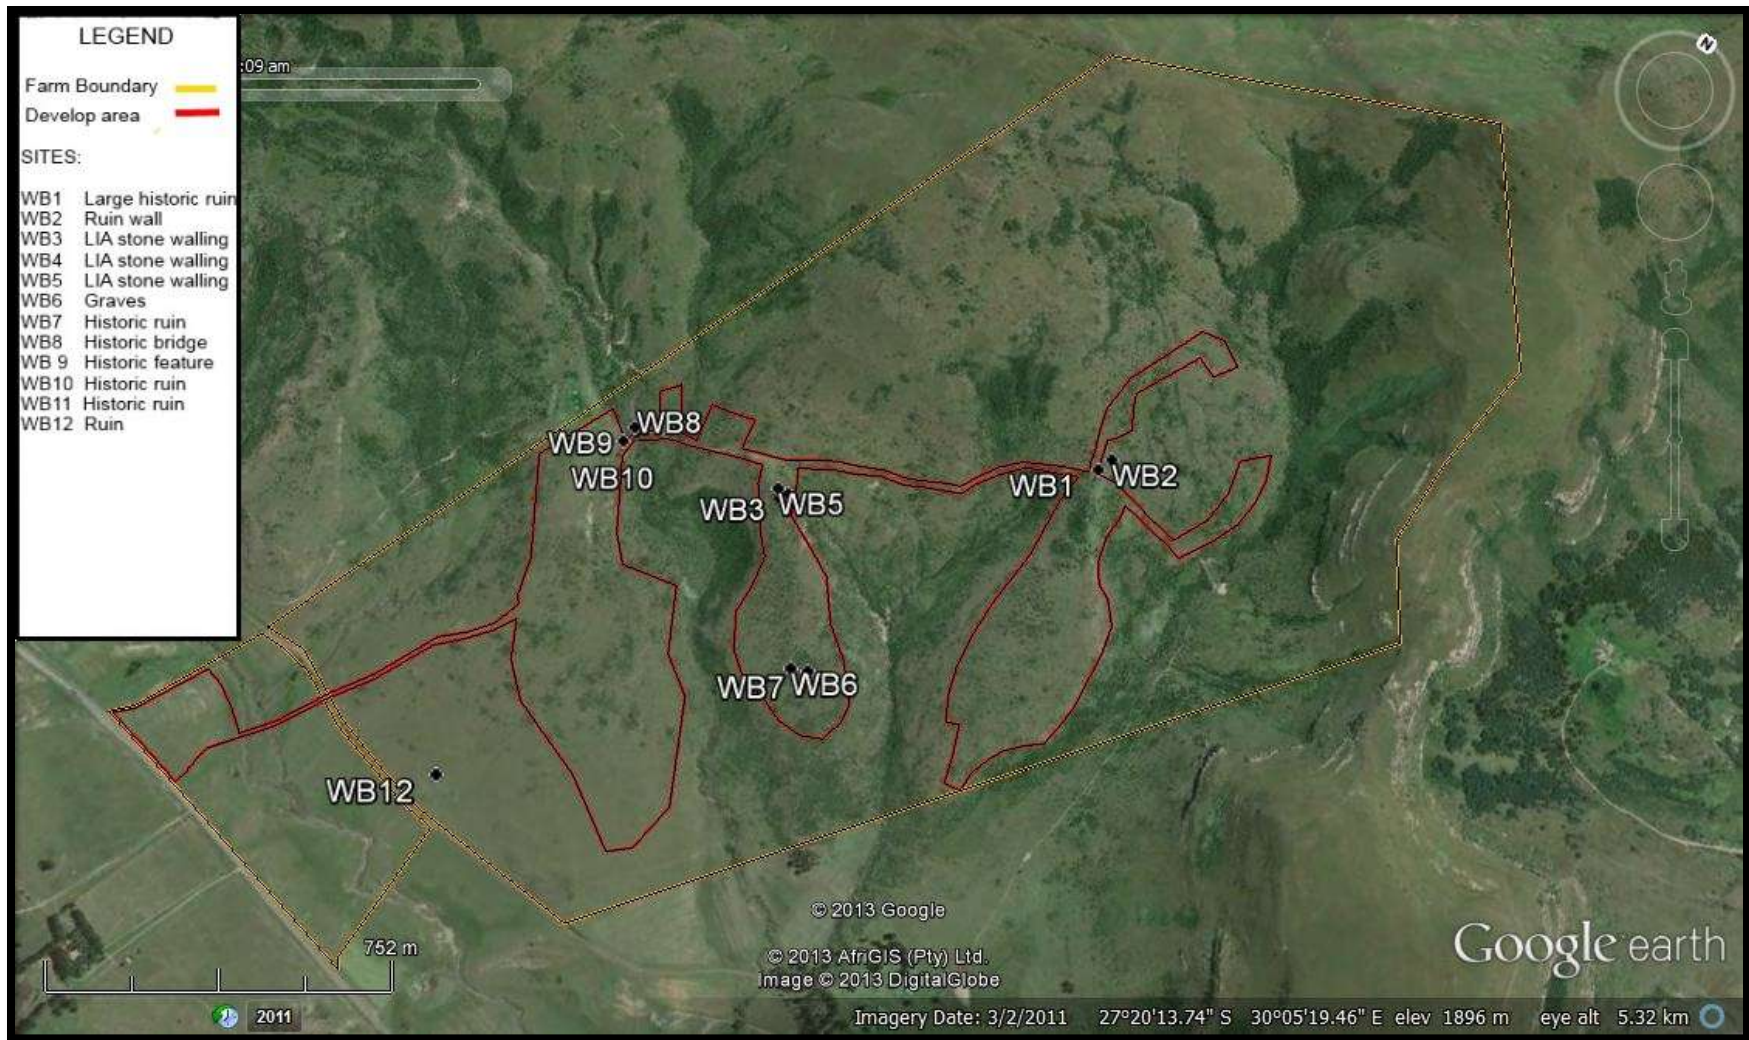 LEGEND
Farm Boundary
Develop area
SITES:
WB1 Large historic ruin
WB2 Ruin wall
WB3 LIA stone walling
WB4 LIA stone walling
WB5 LIA stone walling
WB6 Graves
WB7 Historic ruin
WB8 Historic bridge
WB 9 Historic feature
WB10 Historic ruin
WB11 Historic ruin
WB12 Ruin
:09 am
N
WB8
WB9
WB10
WB3 WB5
WB1 WB2
WB7 WB6
WB12
752 m
© 2013 Google
© 2013 AfriGIS (Pty) Ltd.
Image © 2013 DigitalGlobe
Google earth
2011
Imagery Date: 3/2/2011 27°20'13.74" S 30°05'19.46" E elev 1896 m eye alt 5.32 km